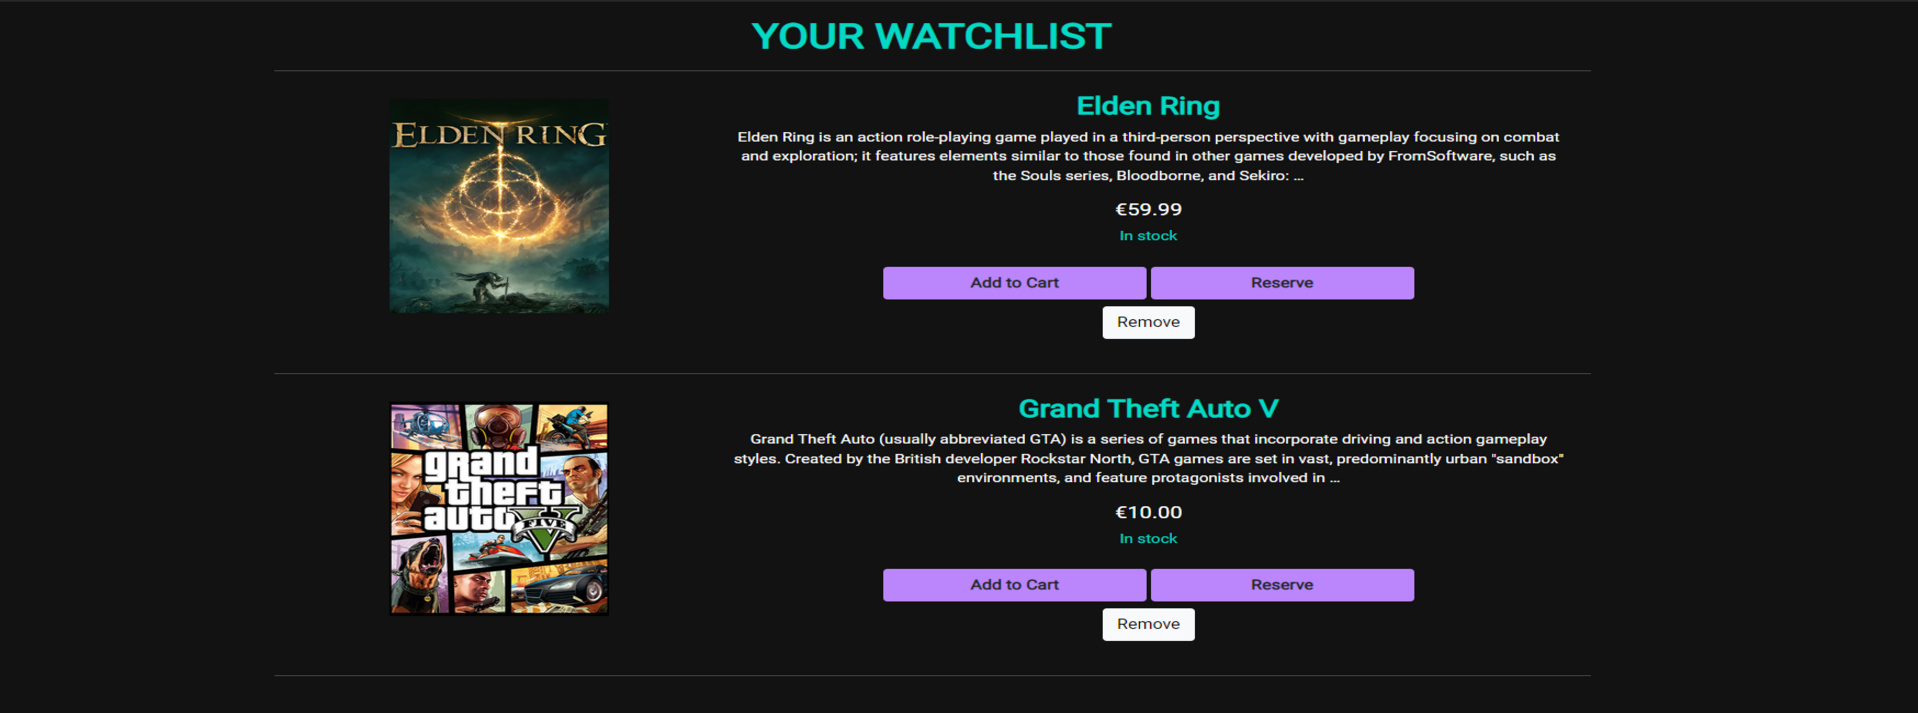 YOUR WATCHLIST
ELDEN RING
Elden Ring
Elden Ring is an action role-playing game played in a third-person perspective with gameplay focusing on combat
and exploration; it features elements similar to those found in other games developed by FromSoftware, such as
the Souls series, Bloodborne, and Sekiro: ...
€59.99
In stock
Add to Cart
Reserve
Remove
grand
theft
auto
FIVE
Grand Theft Auto V
Grand Theft Auto (usually abbreviated GTA) is a series of games that incorporate driving and action gameplay
styles. Created by the British developer Rockstar North, GTA games are set in vast, predominantly urban "sandbox"
environments, and feature protagonists involved in ...
€10.00
In stock
Add to Cart
Reserve
Remove